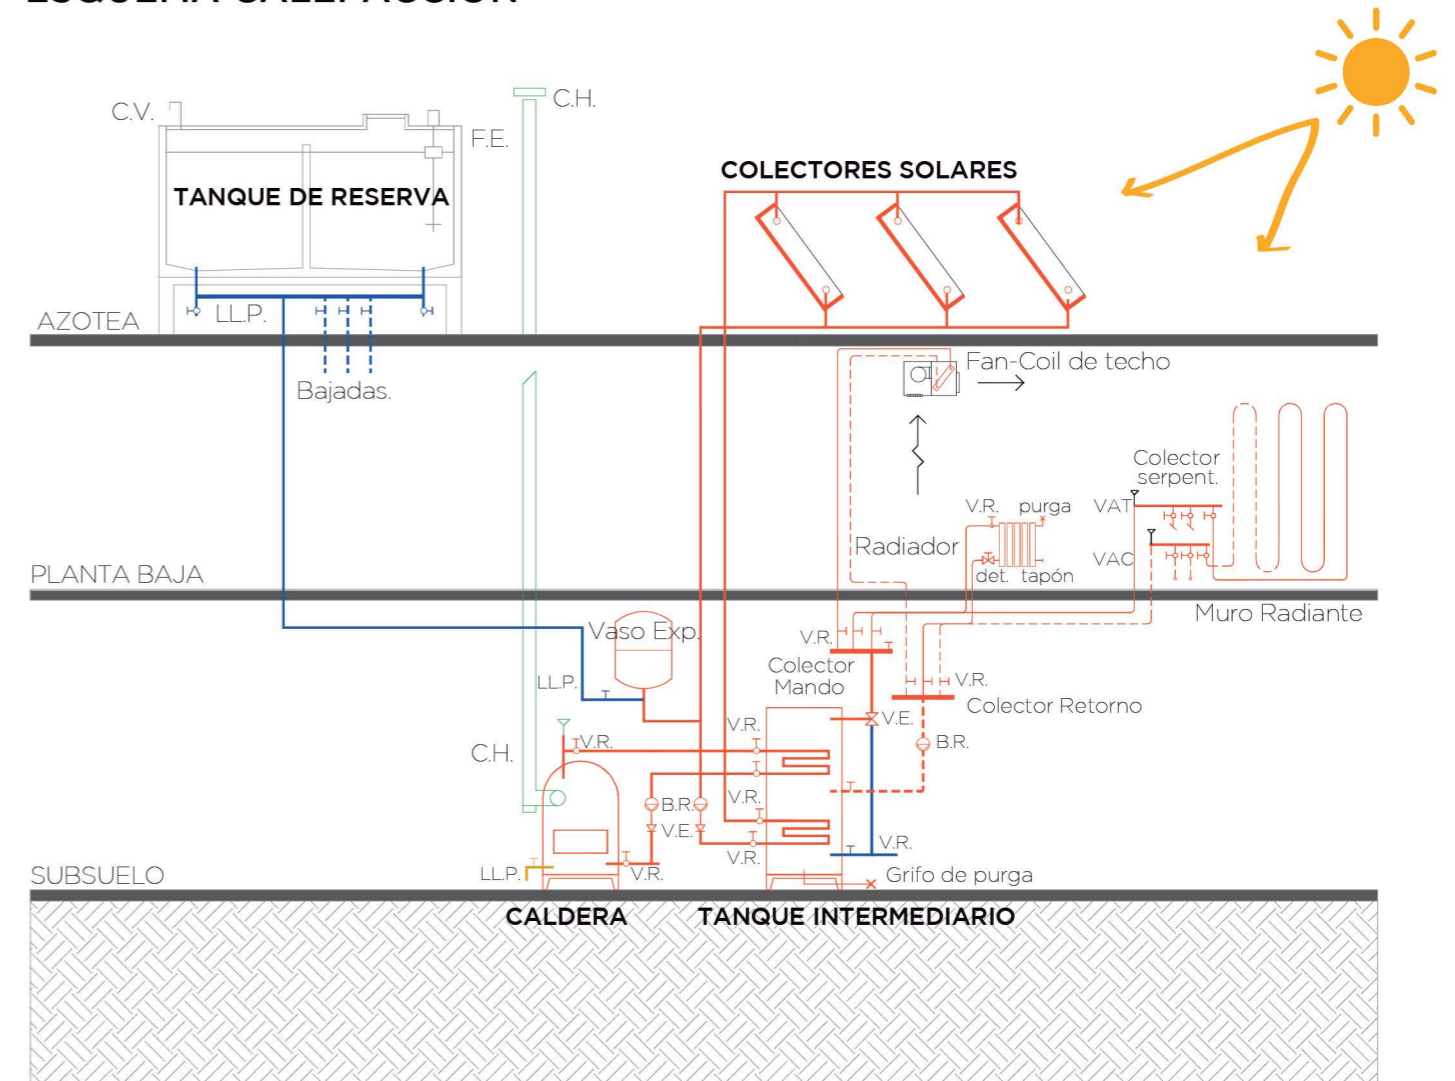 ESQUEMA CALEFACCIÓN
C.V.
C.H.
F.E.
TANQUE DE RESERVA
COLECTORES SOLARES
LL.P.
AZOTEA
Bajadas.
Fan-Coil de techo
Colector
serpent.
V.R.
purga
VAT
Radiador
VAC
det.
tapón
PLANTA BAJA
Muro Radiante
Vaso Exp.
V.R.
Colector
Mando
LL.P.
V.R.
Colector Retorno
V.R.
V.E.
V.R.
B.R.
C.H.
V.R.
B.R.
V.E.
V.R.
V.R.
LL.P.
V.R.
Grifo de purga
SUBSUELO
CALDERA
TANQUE INTERMEDIARIO